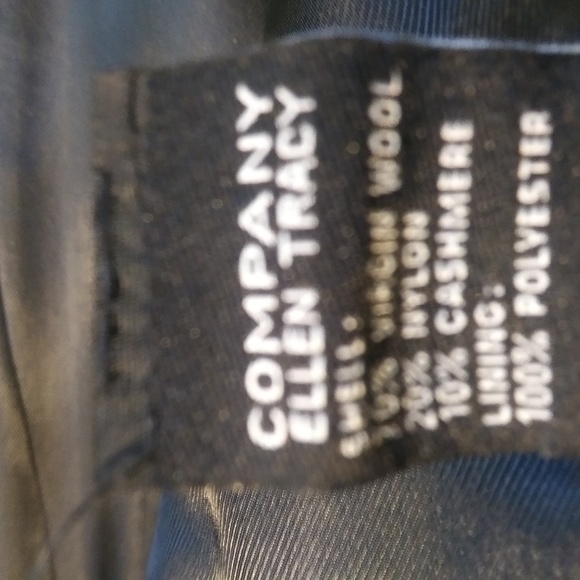 COMPANY
ELLEN TRACY
SHELL:
70% VIRGIN WOOL
20% NYLON
10% CASHMERE
LINING:
100% POLYESTER